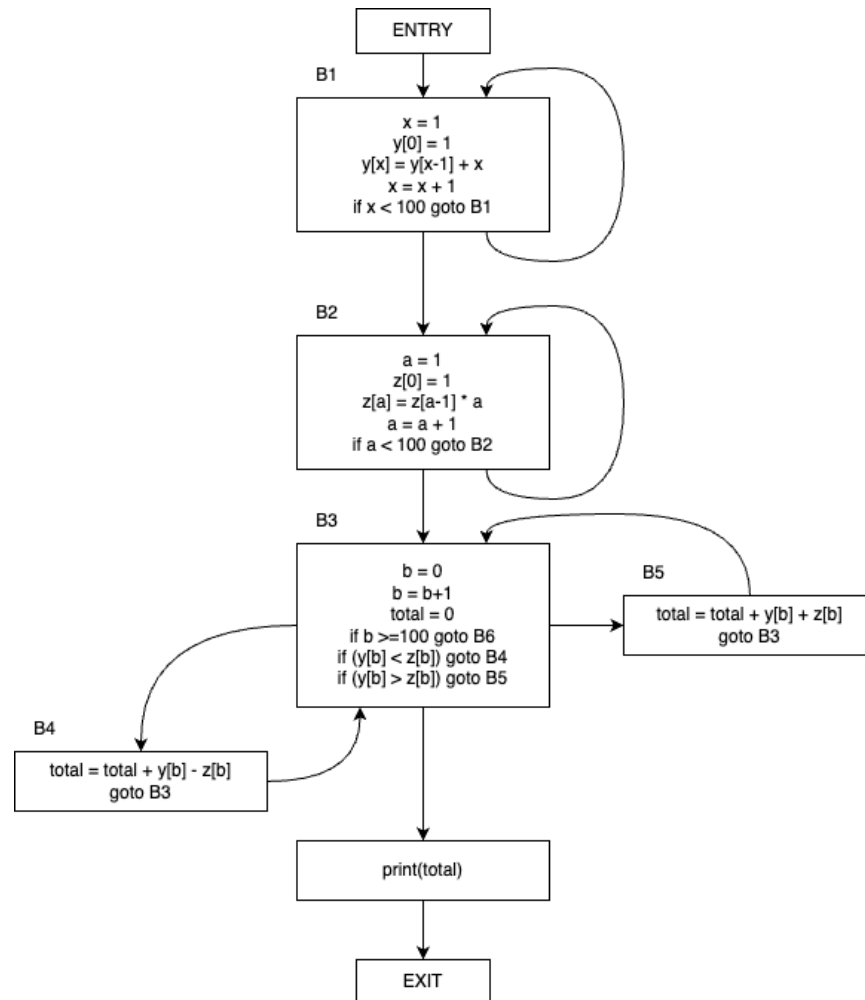 ENTRY
B1
x = 1
y[0] = 1
y[x] = y[x-1] + x
x = x + 1
if x < 100 goto B1
B2
a = 1
z[0] = 1
z[a] = z[a-1] * a
a = a + 1
if a < 100 goto B2
B3
b = 0
b = b+1
total = 0
if b >=100 goto B6
if (y[b] < z[b]) goto B4
if (y[b] > z[b]) goto B5
B5
total = total + y[b] + z[b]
goto B3
B4
total = total + y[b] - z[b]
goto B3
print(total)
EXIT